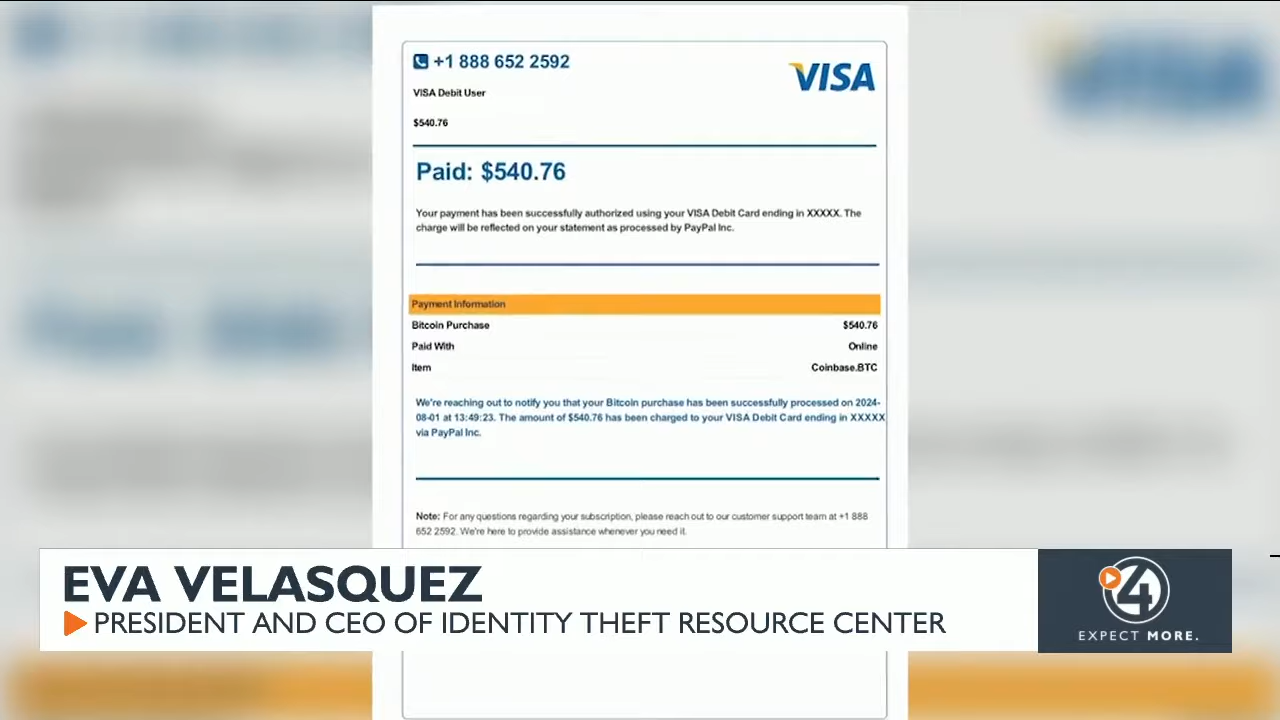 +1 888 652 2592
VISA
VISA Debit User
$540.76
Paid: $540.76
Your payment has been successfully authorized using your VISA Debit Card ending in XXXXX. The
charge will be reflected on your statement as processed by PayPal Inc.
Payment Information
Bitcoin Purchase $540.76
Paid With Online
Item Coinbase.BTC
We're reaching out to notify you that your Bitcoin purchase has been successfully processed on 2024-
08-01 at 13:49:23. The amount of $540.76 has been charged to your VISA Debit Card ending in XXXXX
via PayPal Inc.
Note: For any questions regarding your subscription, please reach out to our customer support team at +1 888
652 2592. We're here to provide assistance whenever you need it.
EVA VELASQUEZ
PRESIDENT AND CEO OF IDENTITY THEFT RESOURCE CENTER
4
EXPECT MORE.